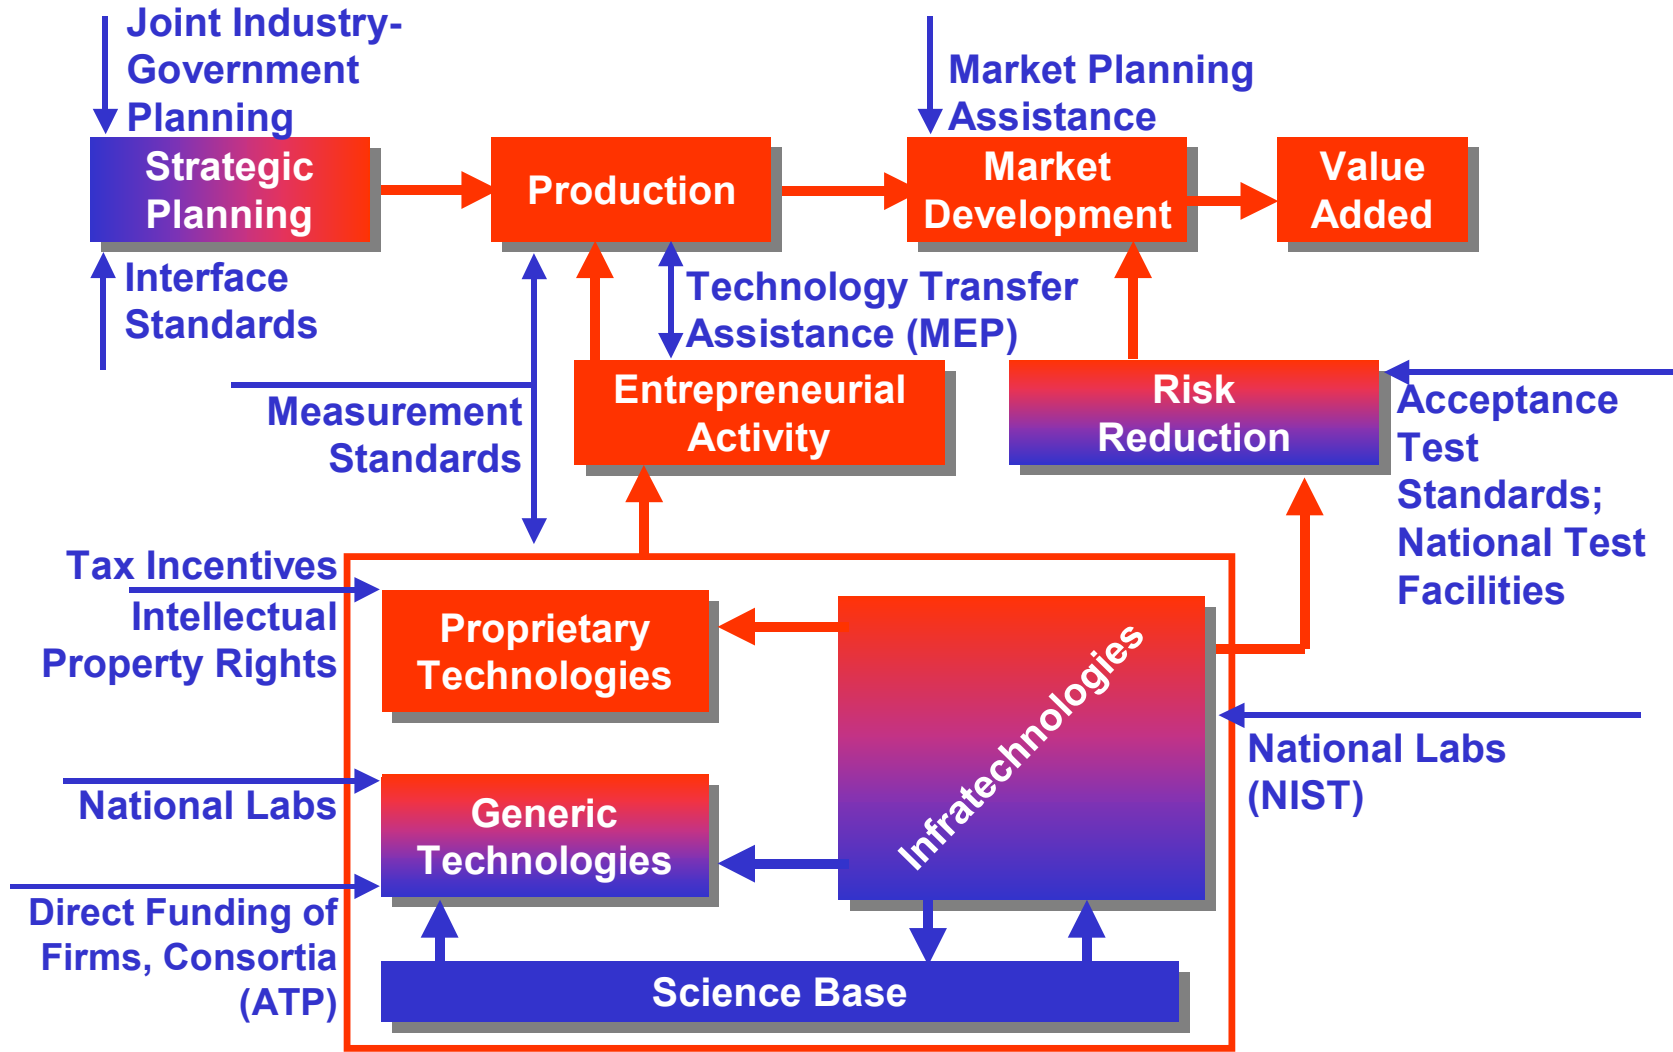 Joint Industry-
Government
Planning
Market Planning
Assistance
Strategic
Planning
Production
Market
Development
Value
Added
Interface
Standards
Technology Transfer
Assistance (MEP)
Measurement
Standards
Entrepreneurial
Activity
Risk
Reduction
Acceptance
Test
Standards;
National Test
Facilities
Tax Incentives
Intellectual
Property Rights
Proprietary
Technologies
Infratechnologies
National Labs
(NIST)
National Labs
Generic
Technologies
Direct Funding of
Firms, Consortia
(ATP)
Science Base